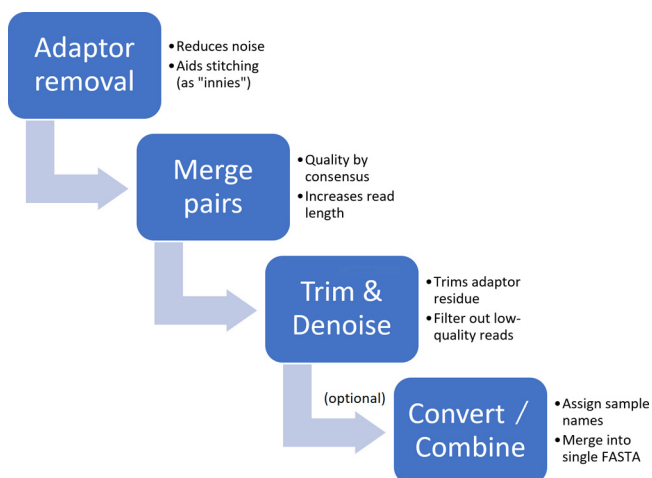 Adaptor
removal
•Reduces noise
•Aids stitching
(as "innies")
Merge
pairs
•Quality by
consensus
•Increases read
length
Trim &
Denoise
•Trims adaptor
residue
•Filter out low-
quality reads
(optional)
Convert /
Combine
•Assign sample
names
•Merge into
single FASTA